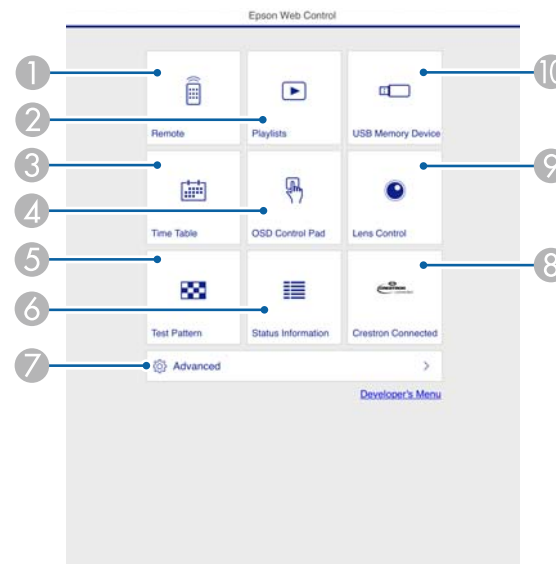 Epson Web Control
1
2
10
Remote
Playlists
USB Memory Device
3
4
9
Time Table
OSD Control Pad
Lens Control
5
6
8
CRESTRON
Test Pattern
Status Information
Crestron Connected
7
Advanced
Developer's Menu